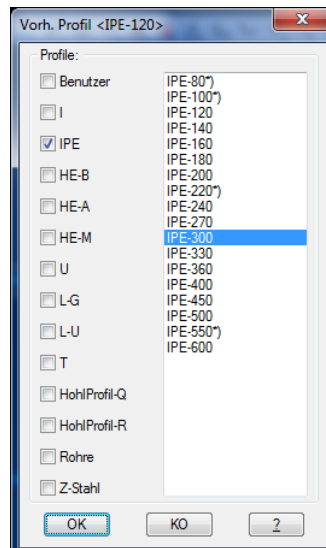 Vorh. Profil <IPE-120>
Profile:
Benutzer
I
IPE
HE-B
HE-A
HE-M
U
L-G
L-U
T
HohlProfil-Q
HohlProfil-R
Rohre
Z-Stahl
IPE-80*)
IPE-100*)
IPE-120
IPE-140
IPE-160
IPE-180
IPE-200
IPE-220*)
IPE-240
IPE-270
IPE-300
IPE-330
IPE-360
IPE-400
IPE-450
IPE-500
IPE-550*)
IPE-600
OK
KO
?